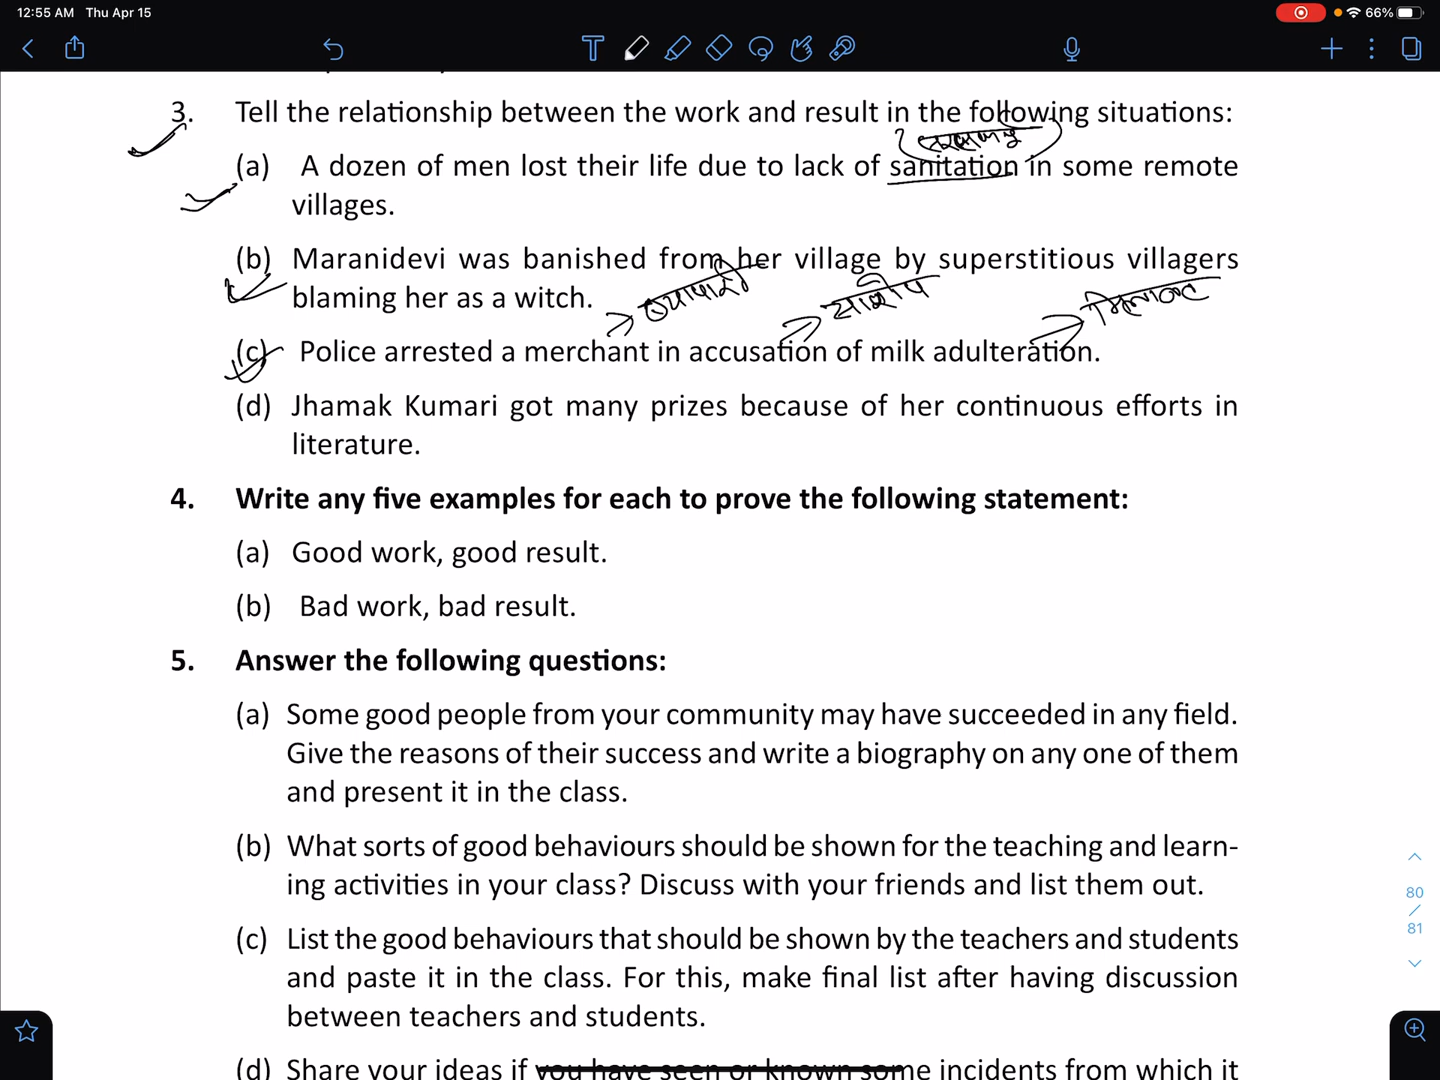 12:55 AM Thu Apr 15
66%
3. Tell the relationship between the work and result in the following situations:
(a) A dozen of men lost their life due to lack of sanitation in some remote
villages.
(b) Maranidevi was banished from her village by superstitious villagers
blaming her as a witch.
व्यापारी
मिलावट
(c) Police arrested a merchant in accusation of milk adulteration.
(d) Jhamak Kumari got many prizes because of her continuous efforts in
literature.
4. Write any five examples for each to prove the following statement:
(a) Good work, good result.
(b) Bad work, bad result.
5. Answer the following questions:
(a) Some good people from your community may have succeeded in any field.
Give the reasons of their success and write a biography on any one of them
and present it in the class.
(b) What sorts of good behaviours should be shown for the teaching and learn-
ing activities in your class? Discuss with your friends and list them out.
(c) List the good behaviours that should be shown by the teachers and students
and paste it in the class. For this, make final list after having discussion
between teachers and students.
(d) Share your ideas if you have seen or known some incidents from which it
80
/
81